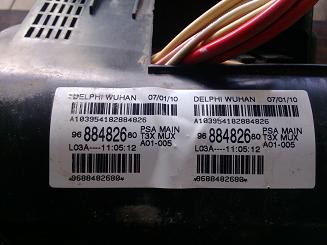 DELPHI WUHAN 07/01/10
A103954182884826
96 884826 80 PSA MAIN
T3X MUX
L03A----11:05:12 A01-005
*9688482680*
DELPHI WUHAN 07/01/10
A103954182884826
96 884826 80 PSA MAIN
T3X MUX
L03A----11:05:12 A01-005
*9688482680*